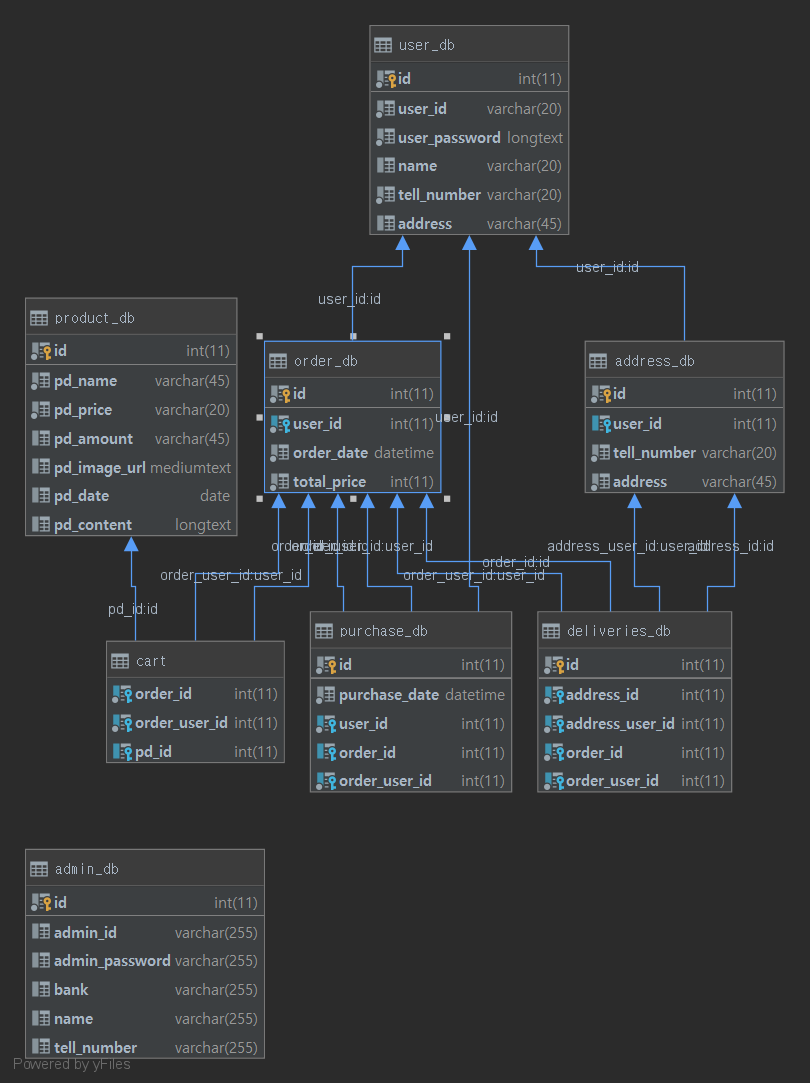 user_db
id int(11)
user_id varchar(20)
user_password longtext
name varchar(20)
tell_number varchar(20)
address varchar(45)
user_id:id
user_id:id
product_db
id int(11)
pd_name varchar(45)
pd_price varchar(20)
pd_amount varchar(45)
pd_image_url mediumtext
pd_date date
pd_content longtext
order_db
id int(11)
user_id int(11)
order_date datetime
total_price int(11)
user_id:id
address_db
id int(11)
user_id int(11)
tell_number varchar(20)
address varchar(45)
address_user_id:user_id
address_id:id
order_id:id
order_user_id:user_id
order_user_id:user_id
pd_id:id
cart
order_id int(11)
order_user_id int(11)
pd_id int(11)
purchase_db
id int(11)
purchase_date datetime
user_id int(11)
order_id int(11)
order_user_id int(11)
deliveries_db
id int(11)
address_id int(11)
address_user_id int(11)
order_id int(11)
order_user_id int(11)
admin_db
id int(11)
admin_id varchar(255)
admin_password varchar(255)
bank varchar(255)
name varchar(255)
tell_number varchar(255)
Powered by yFiles